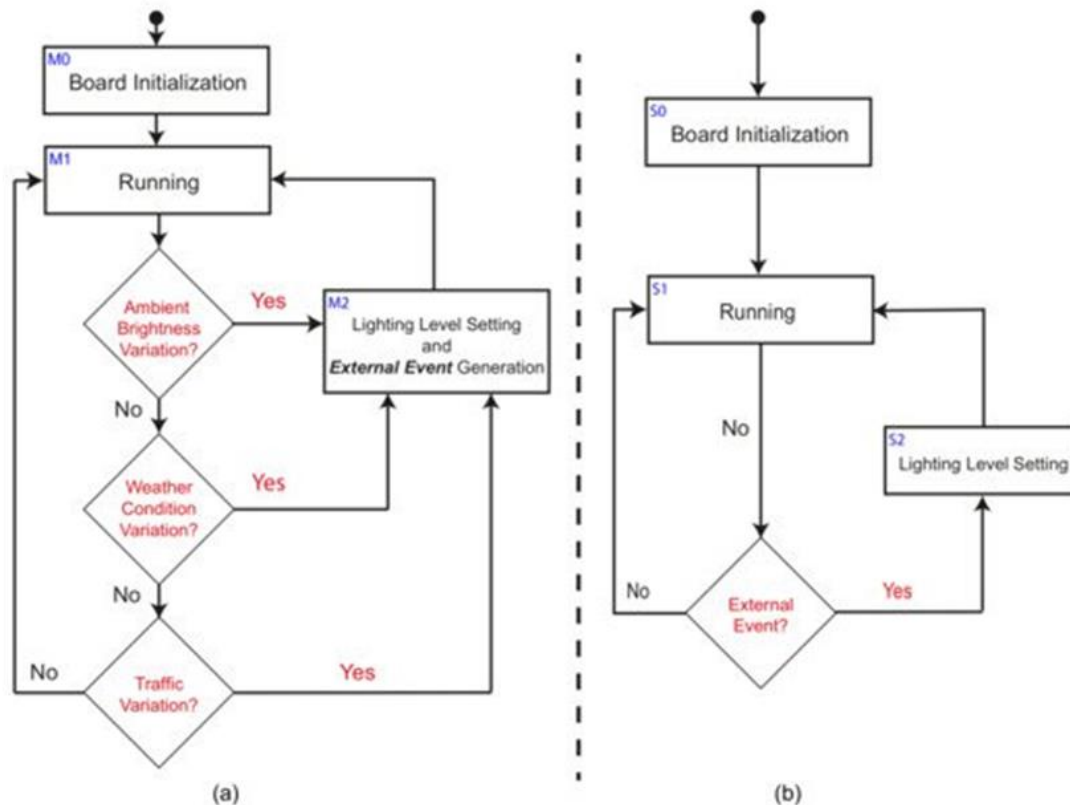 M0
Board Initialization
M1
Running
Ambient
Brightness
Variation?
Yes
M2
Lighting Level Setting
and
External Event Generation
No
Weather
Condition
Variation?
Yes
No
Traffic
Variation?
No
Yes
(a)
S0
Board Initialization
S1
Running
No
S2
Lighting Level Setting
External
Event?
No
Yes
(b)